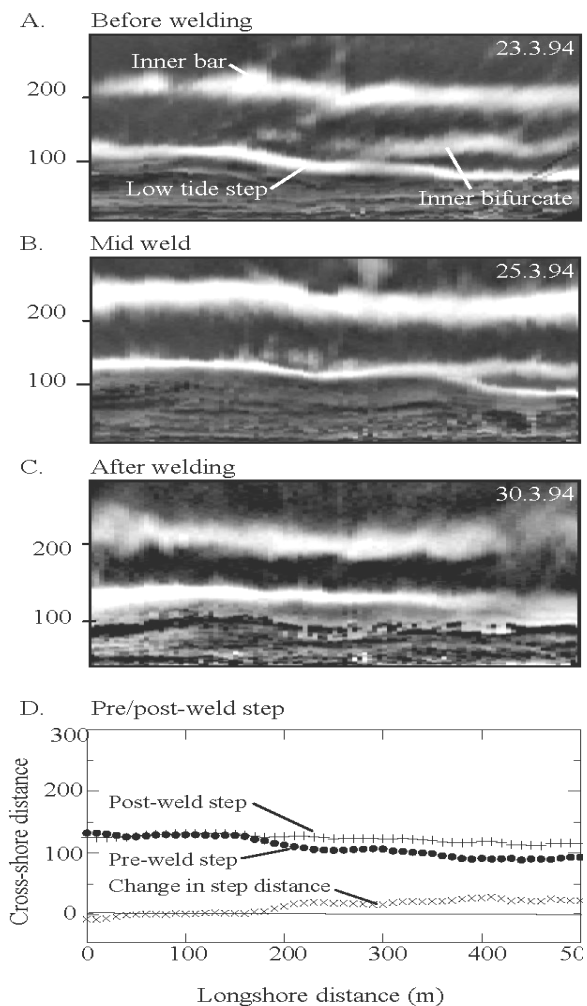 A. Before welding
23.3.94
Inner bar
200
100
Low tide step
Inner bifurcate
B. Mid weld
25.3.94
200
100
C. After welding
30.3.94
200
100
D. Pre/post-weld step
300
200
100
0
Cross-shore distance
Post-weld step
Pre-weld step
Change in step distance
0 100 200 300 400 500
Longshore distance (m)